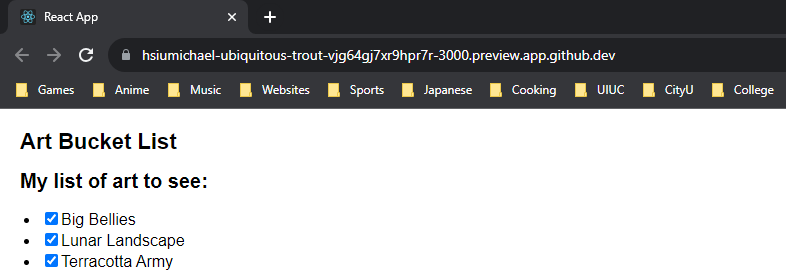 React App
hsiumichael-ubiquitous-trout-vjg64gj7xr9hpr7r-3000.preview.app.github.dev
Games Anime Music Websites Sports Japanese Cooking UIUC CityU College
Art Bucket List
My list of art to see:
Big Bellies
Lunar Landscape
Terracotta Army